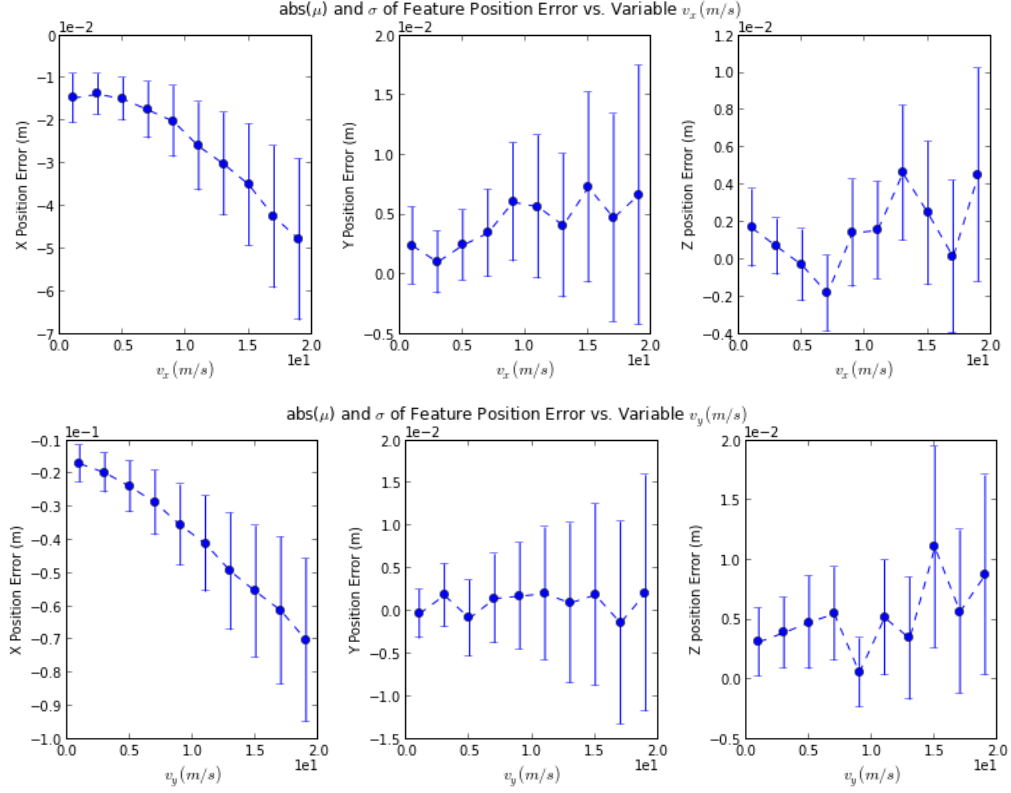 abs(μ) and σ of Feature Position Error vs. Variable v_x(m/s)
1e−2
0
−1
−2
−3
−4
−5
−6
−7
X Position Error (m)
0.0 0.5 1.0 1.5 2.0
1e1
v_x(m/s)
1e−2
2.0
1.5
1.0
0.5
0.0
−0.5
Y Position Error (m)
0.0 0.5 1.0 1.5 2.0
1e1
v_x(m/s)
1e−2
1.2
1.0
0.8
0.6
0.4
0.2
0.0
−0.2
−0.4
Z position Error (m)
0.0 0.5 1.0 1.5 2.0
1e1
v_x(m/s)
abs(μ) and σ of Feature Position Error vs. Variable v_y(m/s)
1e−1
−0.1
−0.2
−0.3
−0.4
−0.5
−0.6
−0.7
−0.8
−0.9
−1.0
X Position Error (m)
0.0 0.5 1.0 1.5 2.0
1e1
v_y(m/s)
1e−2
2.0
1.5
1.0
0.5
0.0
−0.5
−1.0
−1.5
Y Position Error (m)
0.0 0.5 1.0 1.5 2.0
1e1
v_y(m/s)
1e−2
2.0
1.5
1.0
0.5
0.0
−0.5
Z position Error (m)
0.0 0.5 1.0 1.5 2.0
1e1
v_y(m/s)